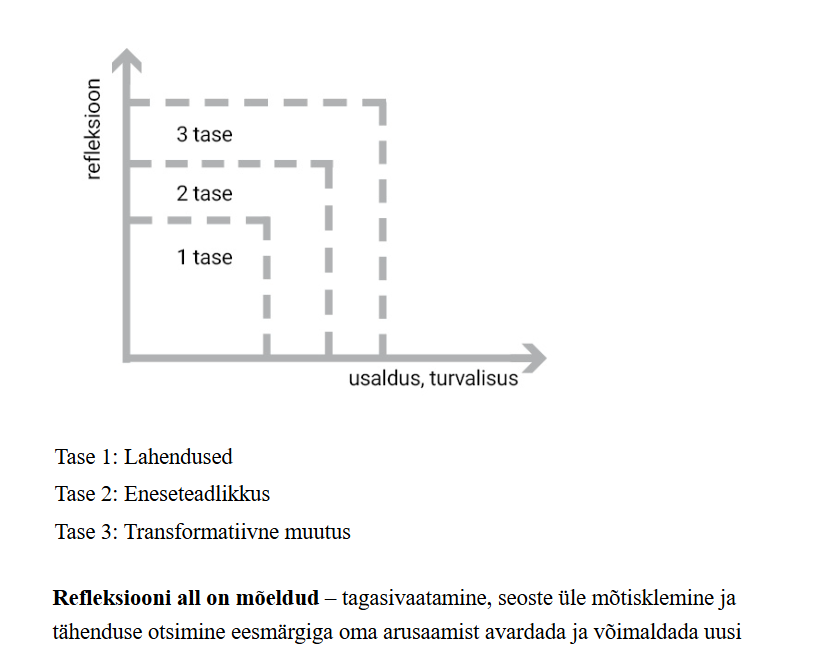 refleksioon
3 tase
2 tase
1 tase
usaldus, turvalisus
Tase 1: Lahendused
Tase 2: Eneseteadlikkus
Tase 3: Transformatiivne muutus
Refleksiooni all on mõeldud – tagasivaatamine, seoste üle mõtisklemine ja
tähenduse otsimine eesmärgiga oma arusaamist avardada ja võimaldada uusi